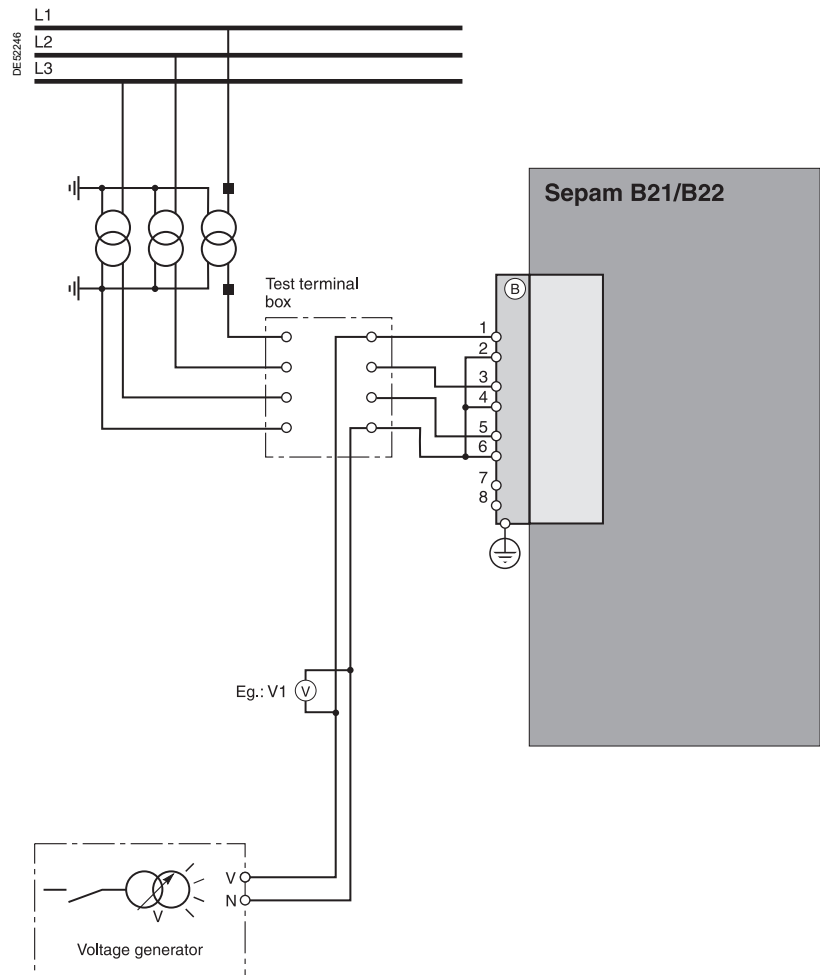 DE52246
L1
L2
L3
Sepam B21/B22
Test terminal
box
B
1
2
3
4
5
6
7
8
Eg.: V1
V
V
N
V
Voltage generator